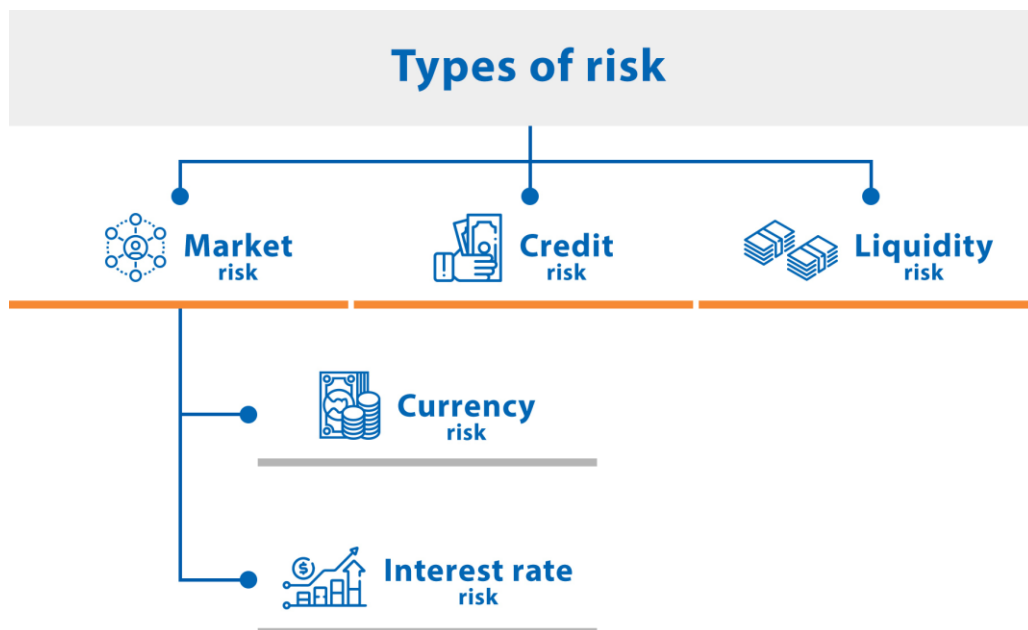 Types of risk
Market
risk
Credit
risk
Liquidity
risk
Currency
risk
$
Interest rate
risk